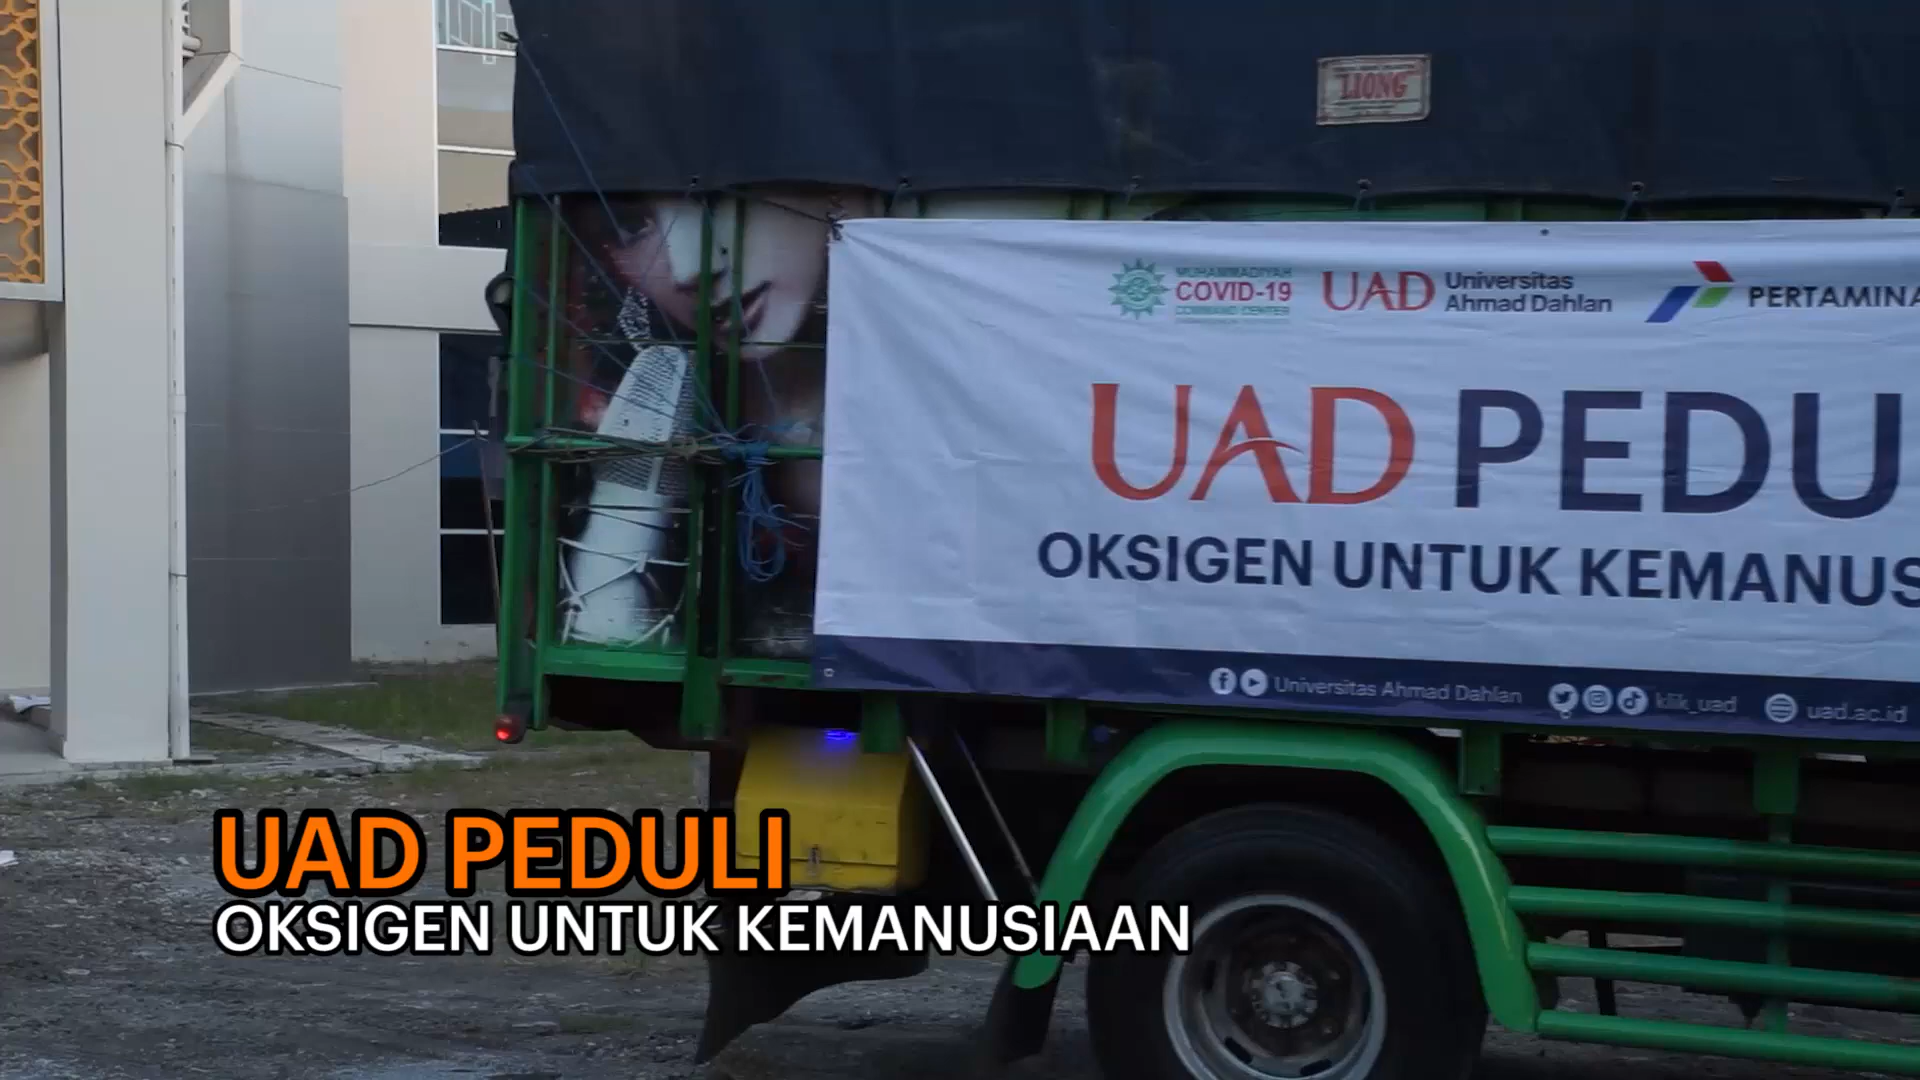 LIONG
MUHAMMADIYAH
COVID-19
COMMAND CENTER
UAD Universitas
Ahmad Dahlan
PERTAMINA
UAD PEDU
OKSIGEN UNTUK KEMANUS
Universitas Ahmad Dahlan
klik_uad
uad.ac.id
UAD PEDULI
OKSIGEN UNTUK KEMANUSIAAN